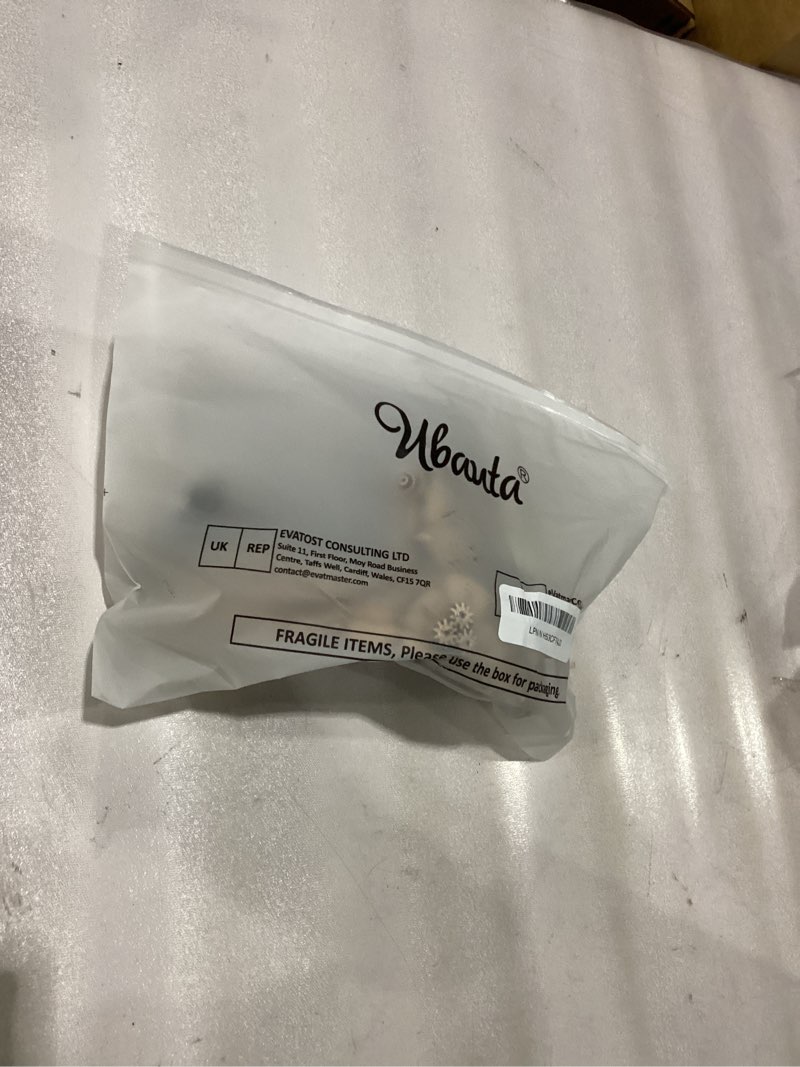 Ubauta®
UK REP
EVATOST CONSULTING LTD
Suite 11, First Floor, Moy Road Business
Centre, Taffs Well, Cardiff, Wales, CF15 7QR
contact@evatmaster.com
FRAGILE ITEMS, Please use the box for packaging.